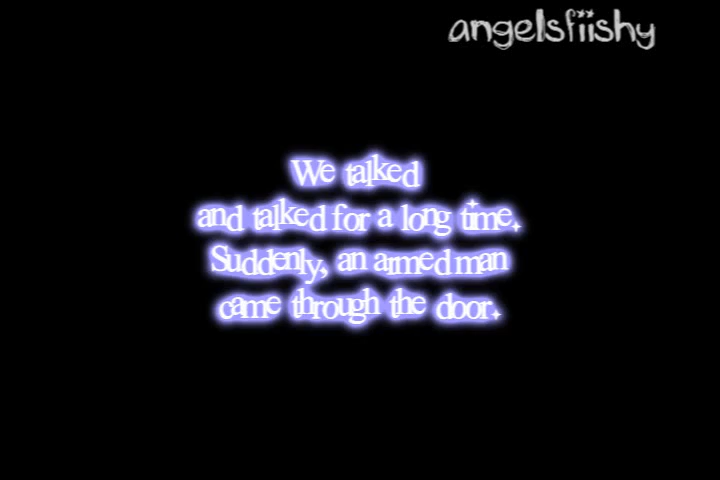 angelsfiishy
We talked
and talked for a long time.
Suddenly, an armed man
came through the door.